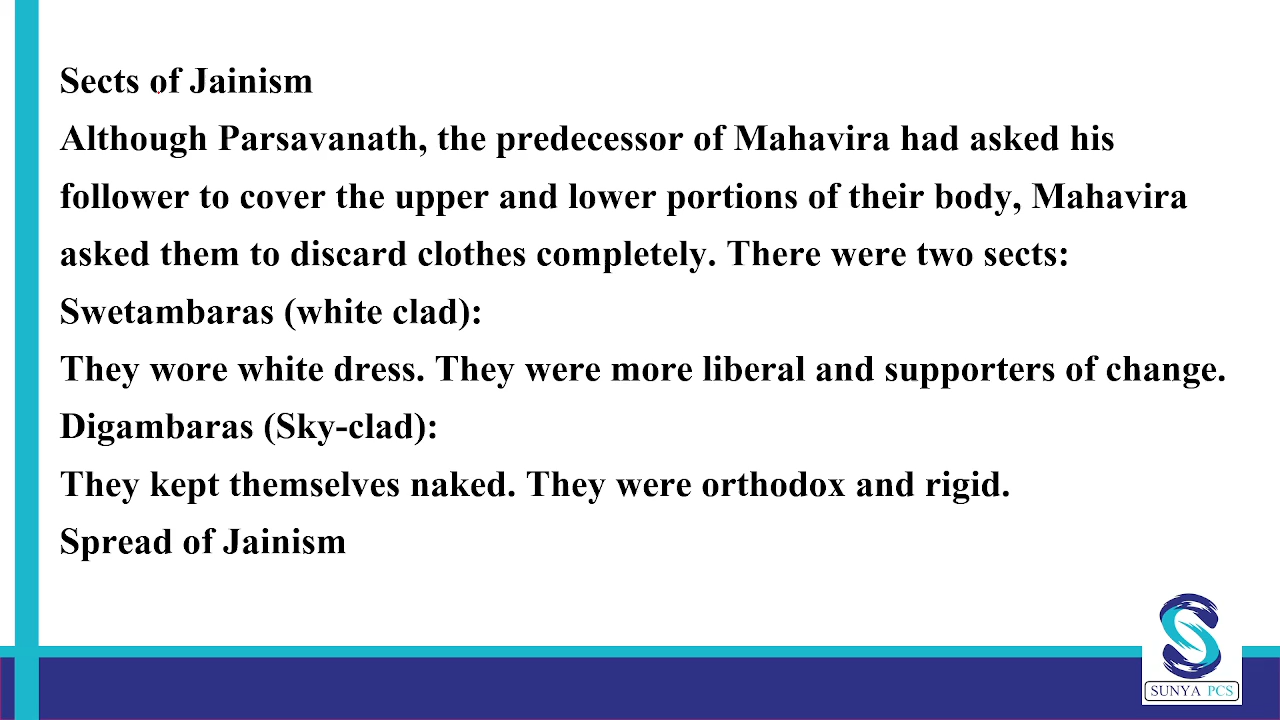 Sects of Jainism
Although Parsavanath, the predecessor of Mahavira had asked his
follower to cover the upper and lower portions of their body, Mahavira
asked them to discard clothes completely. There were two sects:
Swetambaras (white clad):
They wore white dress. They were more liberal and supporters of change.
Digambaras (Sky-clad):
They kept themselves naked. They were orthodox and rigid.
Spread of Jainism
SUNYA PCS